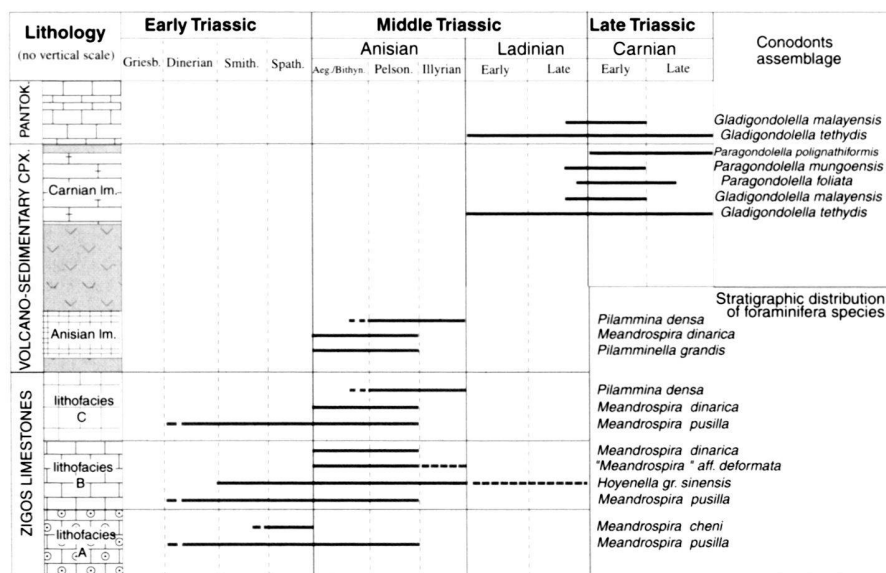 Lithology
(no vertical scale)
Early Triassic
Middle Triassic
Late Triassic
Anisian
Ladinian
Carnian
Griesb. Dinerian Smith. Spath. Aeg./Bithyn. Pelson. Illyrian Early Late Early Late
Conodonts
assemblage
PANTOK.
Gladigondolella malayensis
Gladigondolella tethydis
VOLCANO-SEDIMENTARY CPX.
Carnian lm.
Paragondolella polignathiformis
Paragondolella mungoensis
Paragondolella foliata
Gladigondolella malayensis
Gladigondolella tethydis
Stratigraphic distribution
of foraminifera species
Anisian lm.
Pilammina densa
Meandrospira dinarica
Pilamminella grandis
ZIGOS LIMESTONES
lithofacies
C
Pilammina densa
Meandrospira dinarica
Meandrospira pusilla
lithofacies
B
Meandrospira dinarica
"Meandrospira " aff. deformata
Hoyenella gr. sinensis
Meandrospira pusilla
lithofacies
A
Meandrospira cheni
Meandrospira pusilla